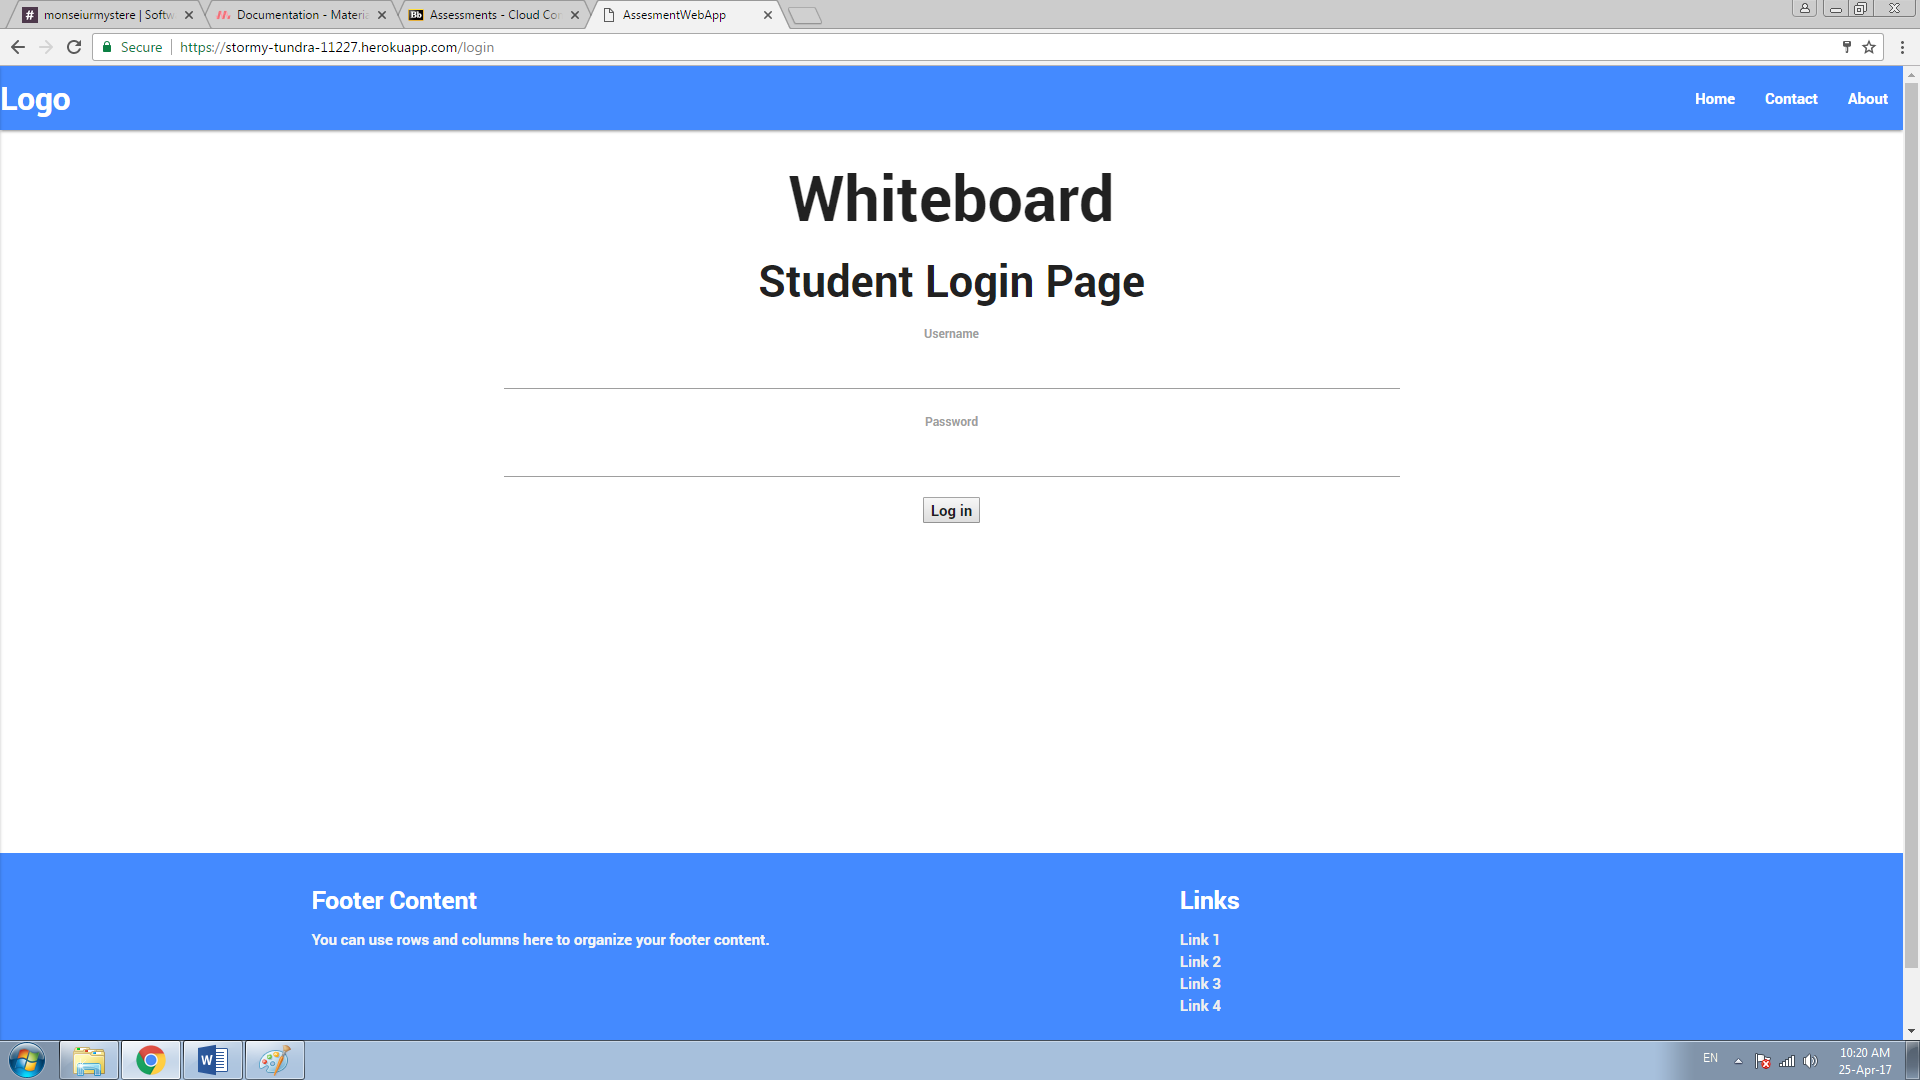 monseiurmystere | Softw
Documentation - Materia
Bb Assessments - Cloud Co
AssesmentWebApp
Secure https://stormy-tundra-11227.herokuapp.com/login
Logo
Home Contact About
Whiteboard
Student Login Page
Username
Password
Log in
Footer Content
Links
You can use rows and columns here to organize your footer content.
Link 1
Link 2
Link 3
Link 4
EN
10:20 AM
25-Apr-17